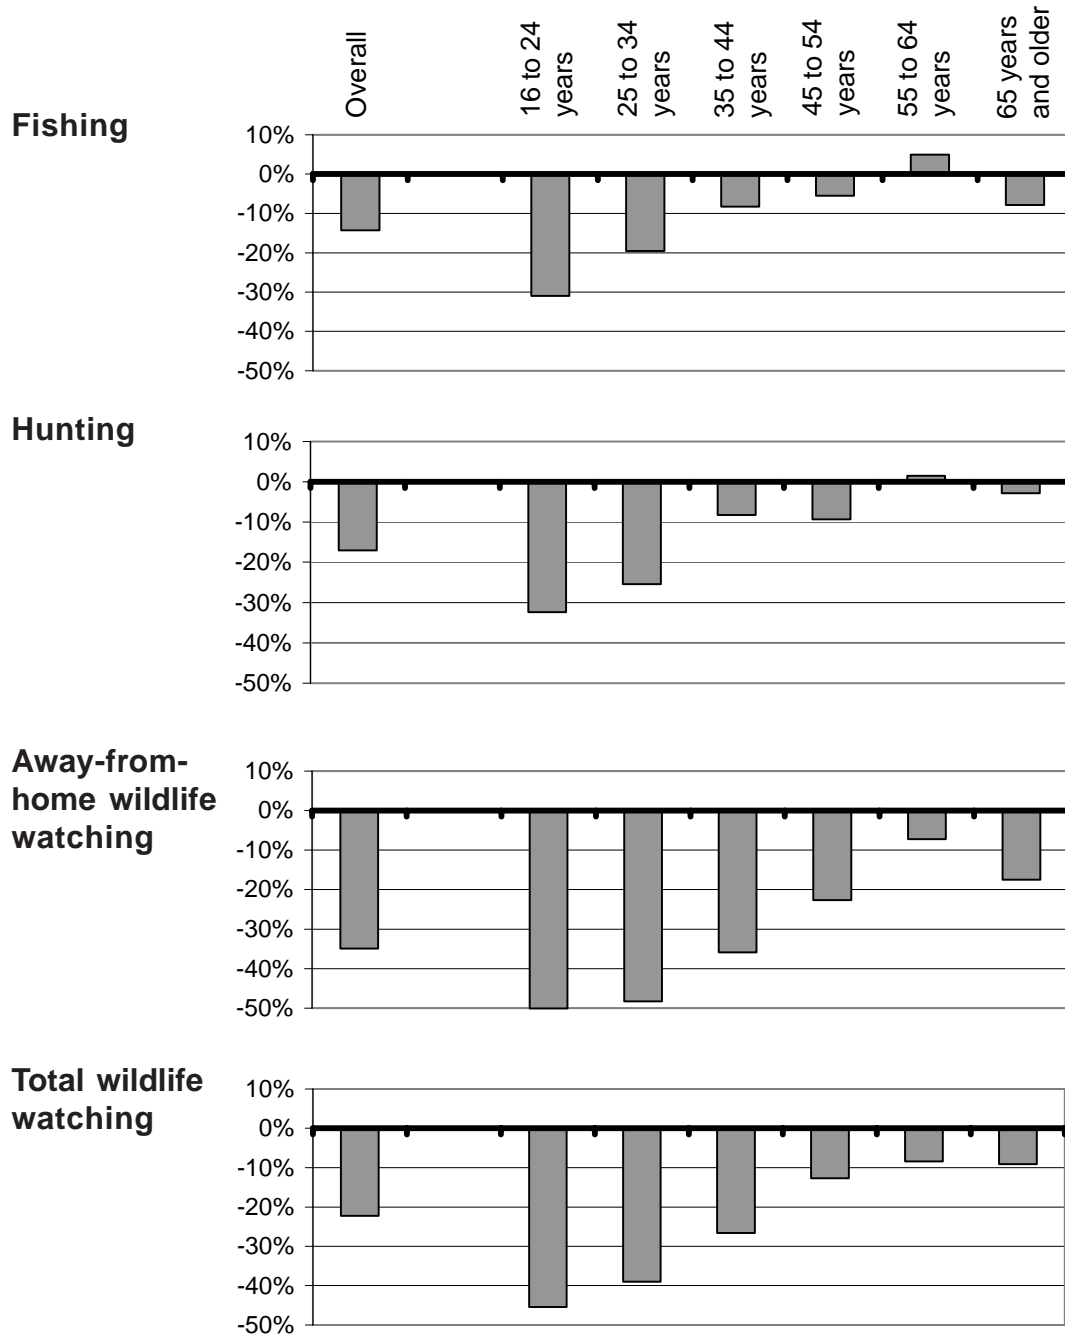 Overall
16 to 24
years
25 to 34
years
35 to 44
years
45 to 54
years
55 to 64
years
65 years
and older
Fishing
10%
0%
-10%
-20%
-30%
-40%
-50%
Hunting
10%
0%
-10%
-20%
-30%
-40%
-50%
Away-from-
home wildlife
watching
10%
0%
-10%
-20%
-30%
-40%
-50%
Total wildlife
watching
10%
0%
-10%
-20%
-30%
-40%
-50%